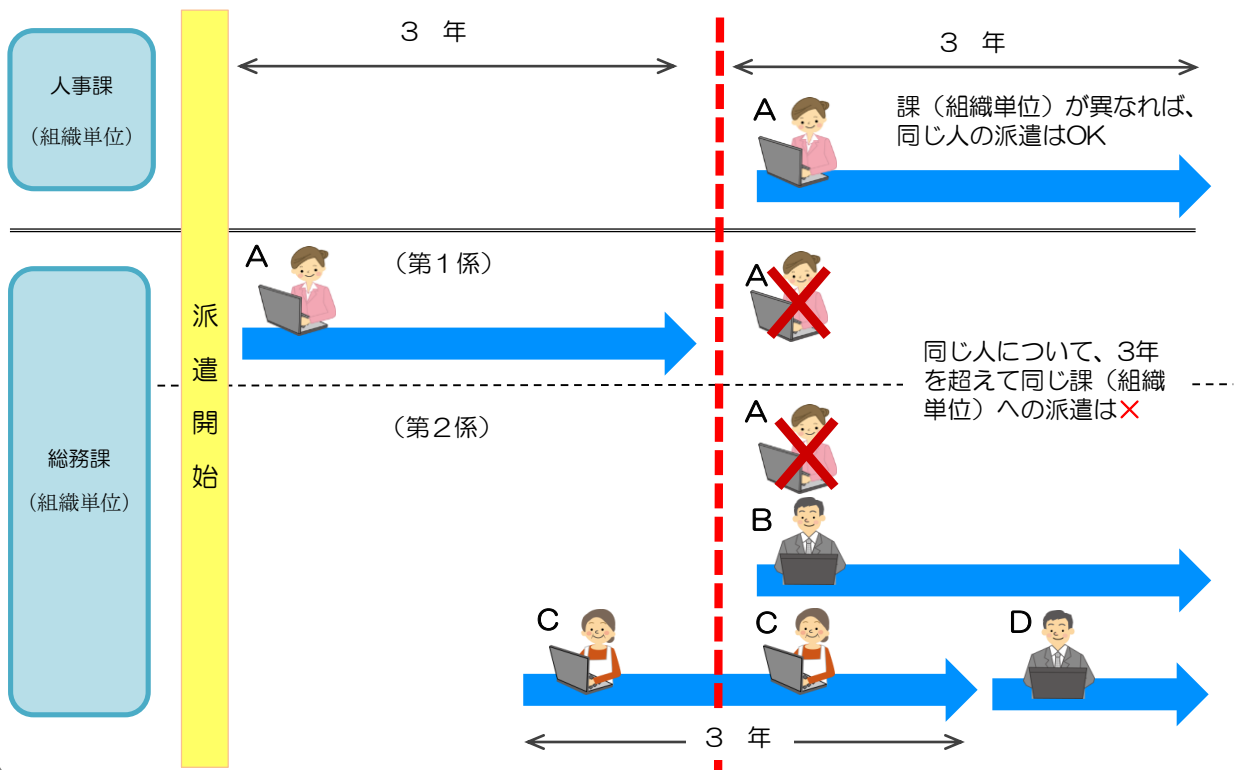 人事課
（組織単位）
総務課
（組織単位）
派遣開始
３　年
３　年
A
課（組織単位）が異なれば、
同じ人の派遣はOK
A
（第１係）
A
同じ人について、3年
を超えて同じ課（組織
単位）への派遣は×
（第２係）
A
B
C
C
D
３　年